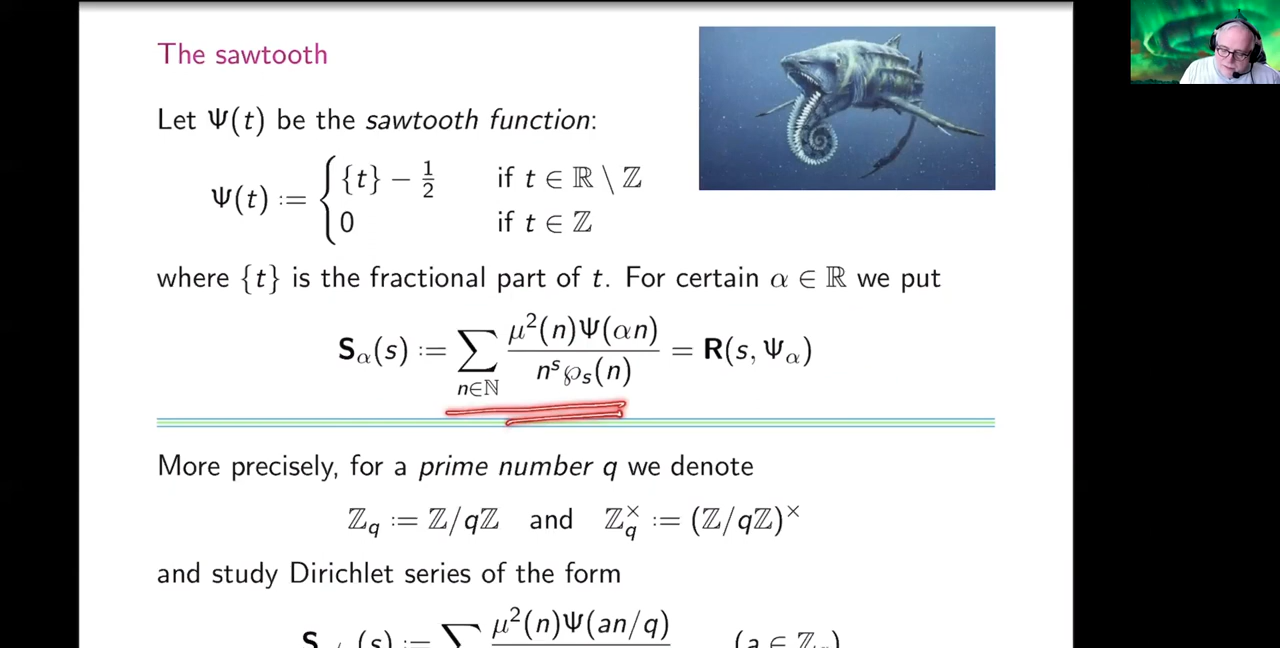 The sawtooth
Let Ψ(t) be the sawtooth function:
Ψ(t) := { {t} − 1/2 if t ∈ ℝ \ ℤ
0 if t ∈ ℤ
where {t} is the fractional part of t. For certain α ∈ ℝ we put
S_α(s) := ∑_{n∈ℕ} μ²(n)Ψ(αn) / n^s ℘_s(n) = R(s, Ψ_α)
More precisely, for a prime number q we denote
ℤ_q := ℤ/qℤ and ℤ_q^× := (ℤ/qℤ)^×
and study Dirichlet series of the form
(s) := ∑ μ²(n)Ψ(an/q) (a ∈ ℤ